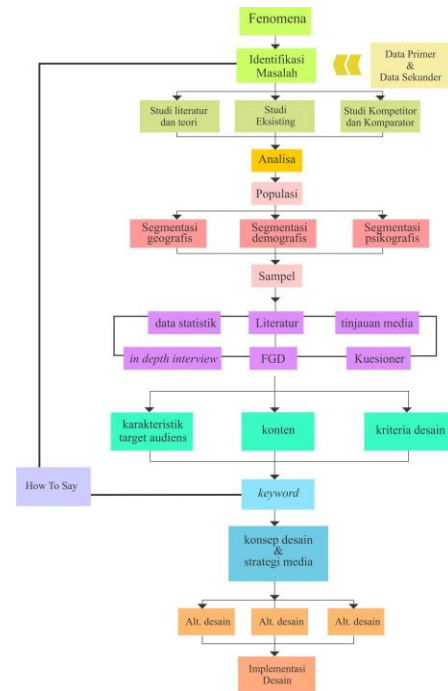 Fenomena
Identifikasi
Masalah
Data Primer
&
Data Sekunder
Studi literatur
dan teori
Studi
Eksisting
Studi Kompetitor
dan Komparator
Analisa
Populasi
Segmentasi
geografis
Segmentasi
demografis
Segmentasi
psikografis
Sampel
data statistik
Literatur
tinjauan media
in depth interview
FGD
Kuesioner
karakteristik
target audiens
konten
kriteria desain
How To Say
keyword
konsep desain
&
strategi media
Alt. desain
Alt. desain
Alt. desain
Implementasi
Desain